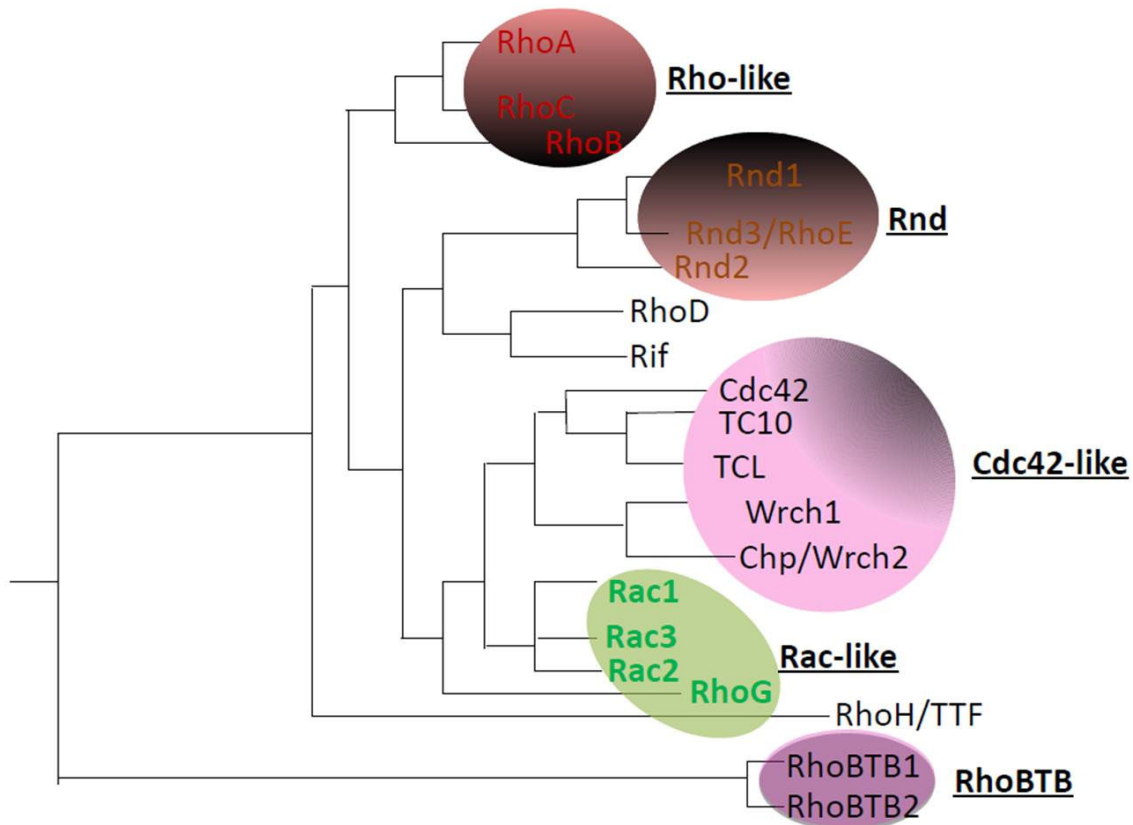 RhoA
Rho-like
RhoC
RhoB
Rnd1
Rnd
Rnd3/RhoE
Rnd2
RhoD
Rif
Cdc42
TC10
TCL
Cdc42-like
Wrch1
Chp/Wrch2
Rac1
Rac3
Rac-like
Rac2
RhoG
RhoH/TTF
RhoBTB1
RhoBTB
RhoBTB2